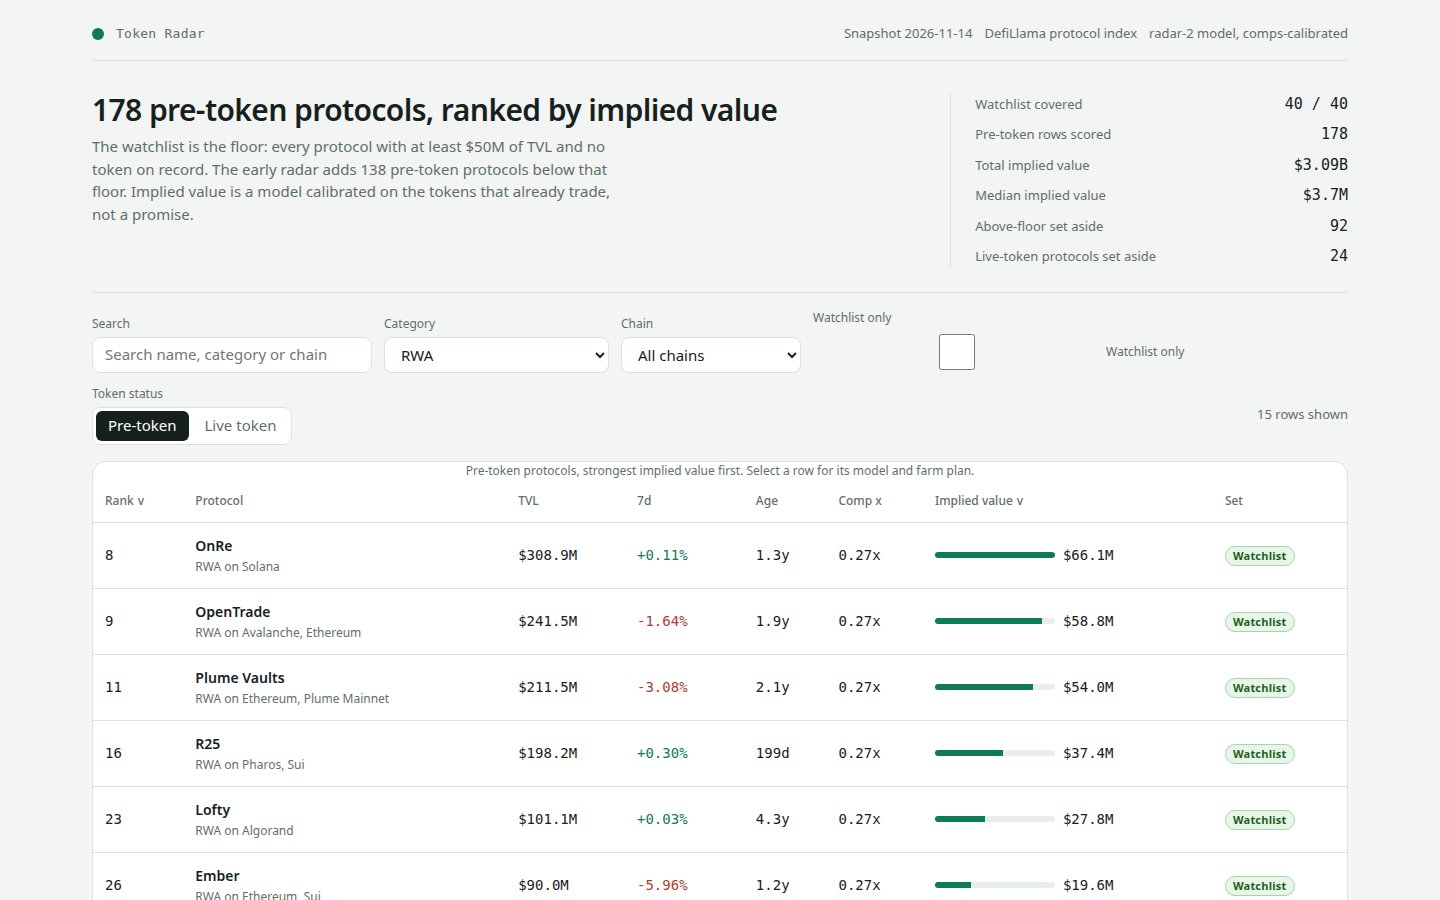 Token Radar
Snapshot 2026-11-14 DefiLlama protocol index radar-2 model, comps-calibrated
178 pre-token protocols, ranked by implied value
The watchlist is the floor: every protocol with at least $50M of TVL and no
token on record. The early radar adds 138 pre-token protocols below that
floor. Implied value is a model calibrated on the tokens that already trade,
not a promise.
Watchlist covered 40 / 40
Pre-token rows scored 178
Total implied value $3.09B
Median implied value $3.7M
Above-floor set aside 92
Live-token protocols set aside 24
Search
Category
Chain
Watchlist only
Search name, category or chain
RWA
All chains
Watchlist only
Token status
Pre-token Live token
15 rows shown
Pre-token protocols, strongest implied value first. Select a row for its model and farm plan.
Rank v Protocol TVL 7d Age Comp x Implied value v Set
8 OnRe $308.9M +0.11% 1.3y 0.27x $66.1M Watchlist
RWA on Solana
9 OpenTrade $241.5M -1.64% 1.9y 0.27x $58.8M Watchlist
RWA on Avalanche, Ethereum
11 Plume Vaults $211.5M -3.08% 2.1y 0.27x $54.0M Watchlist
RWA on Ethereum, Plume Mainnet
16 R25 $198.2M +0.30% 199d 0.27x $37.4M Watchlist
RWA on Pharos, Sui
23 Lofty $101.1M +0.03% 4.3y 0.27x $27.8M Watchlist
RWA on Algorand
26 Ember $90.0M -5.96% 1.2y 0.27x $19.6M Watchlist
RWA on Ethereum, Sui